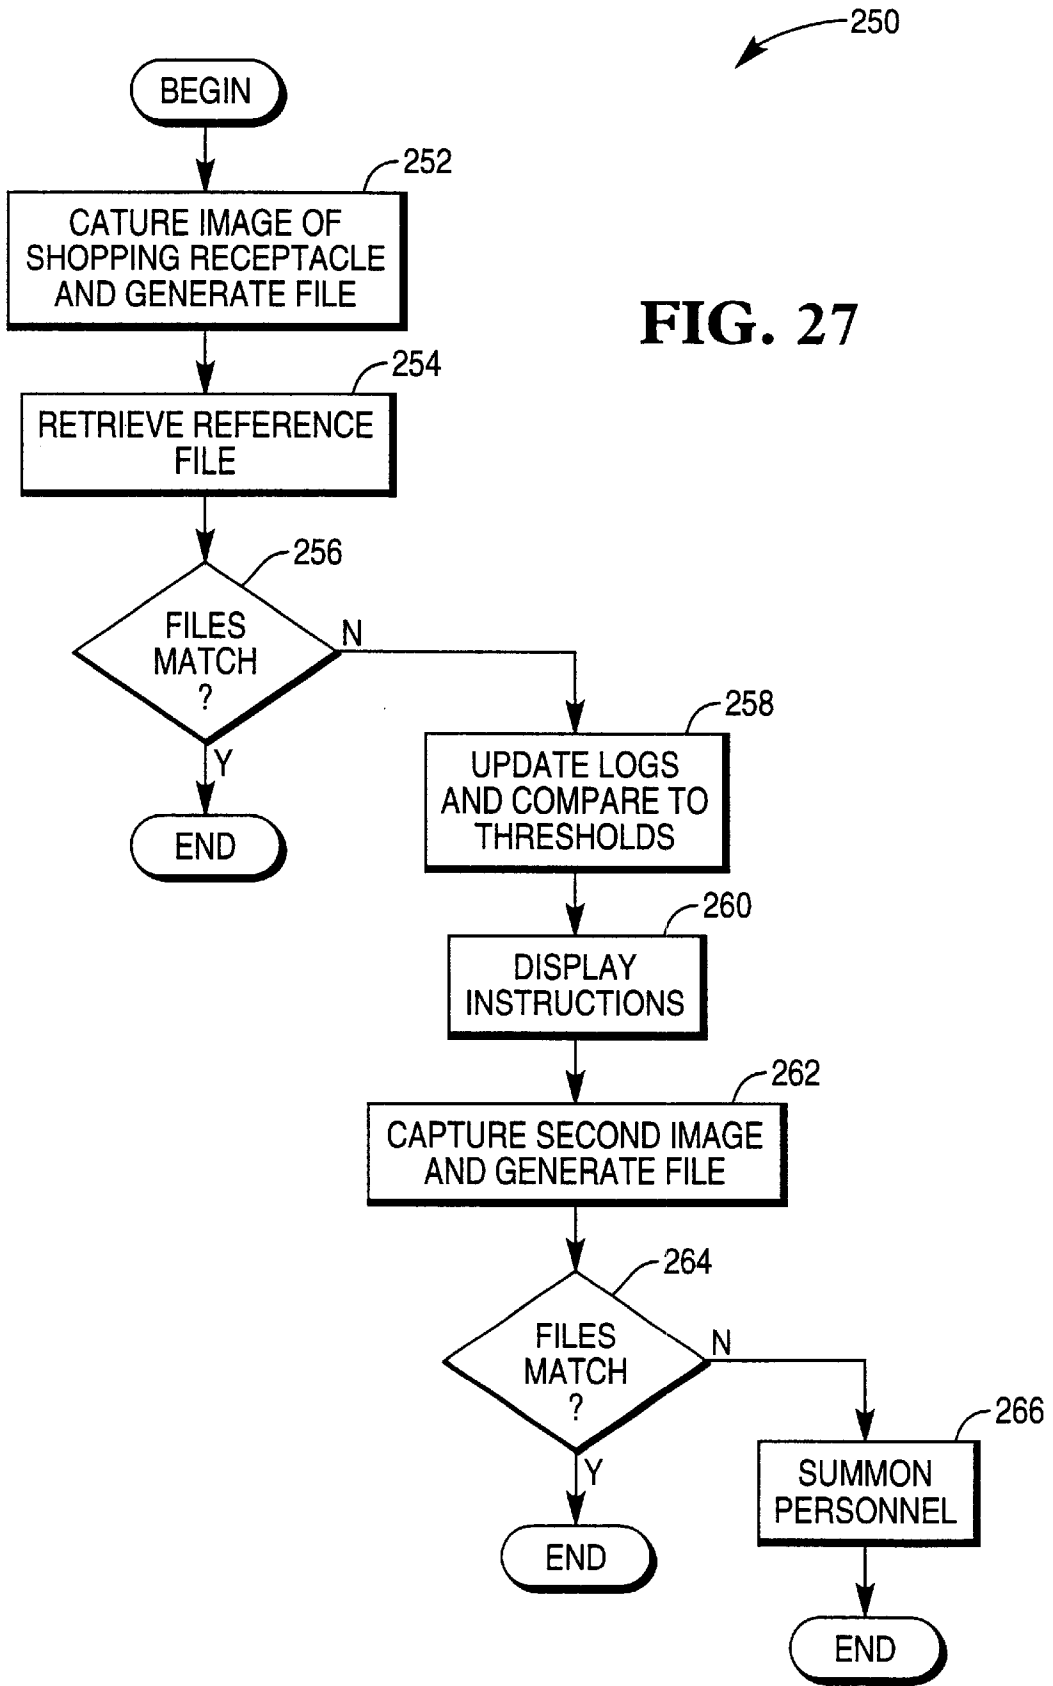 250
BEGIN
252
CATURE IMAGE OF
SHOPPING RECEPTACLE
AND GENERATE FILE
FIG. 27
254
RETRIEVE REFERENCE
FILE
256
FILES
MATCH
?
N
Y
END
258
UPDATE LOGS
AND COMPARE TO
THRESHOLDS
260
DISPLAY
INSTRUCTIONS
262
CAPTURE SECOND IMAGE
AND GENERATE FILE
264
FILES
MATCH
?
N
Y
END
266
SUMMON
PERSONNEL
END